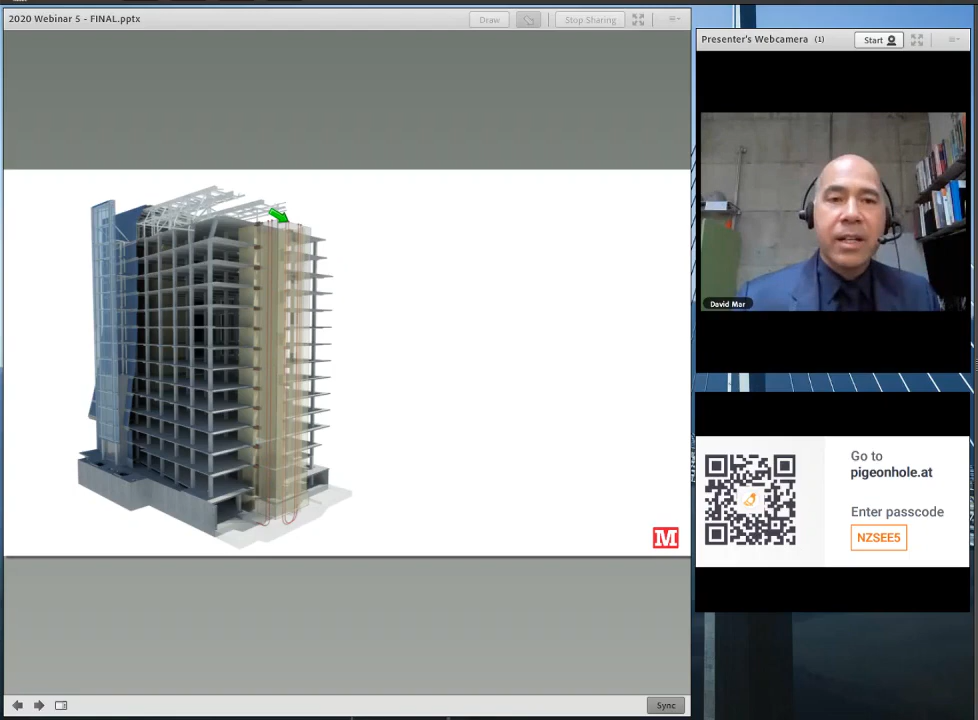 2020 Webinar 5 - FINAL.pptx
Draw
Stop Sharing
Presenter's Webcamera (1)
Start
David Mar
Go to
pigeonhole.at
Enter passcode
NZSEE5
M
Sync